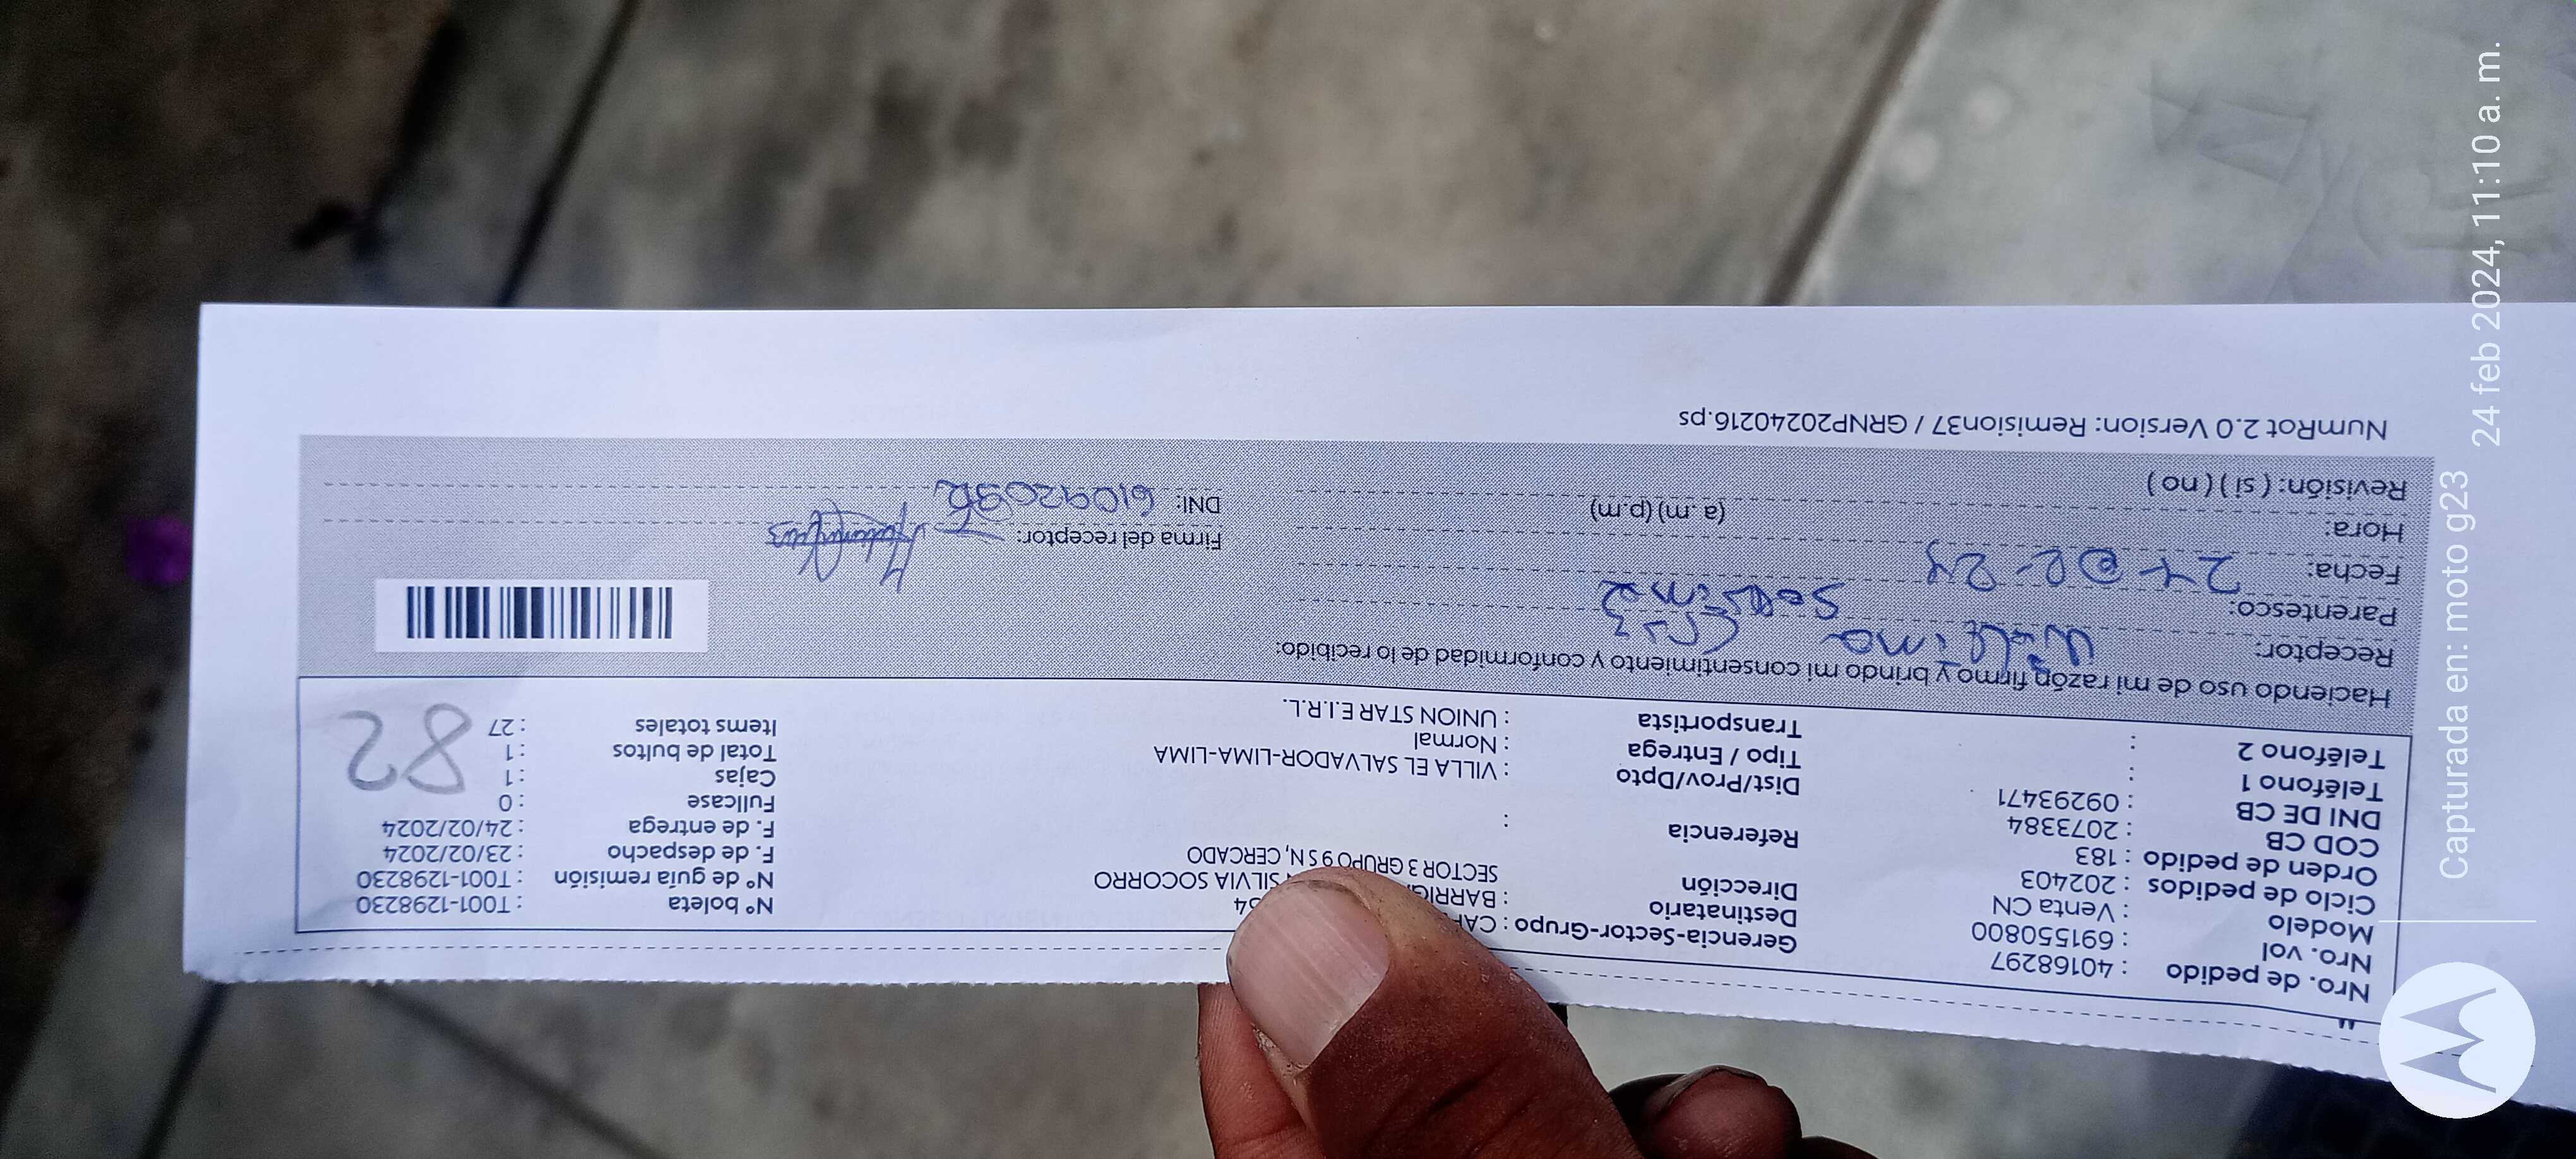 Nro. de pedido : 40168297
Nro. vol : 691550800
Modelo : Venta CN
Ciclo de pedidos : 202403
Orden de pedido : 183
COD CB : 2073384
DNI DE CB : 09293471
Teléfono 1 :
Teléfono 2 :
Gerencia-Sector-Grupo :
Destinatario : SILVIA SOCORRO
Dirección SECTOR 3 GRUPO 9 S N, CERCADO
Referencia :
Dist/Prov/Dpto : VILLA EL SALVADOR-LIMA-LIMA
Tipo / Entrega : Normal
Transportista : UNION STAR E.I.R.L.
Nº boleta : T001-1298230
Nº de guía remisión : T001-1298230
F. de despacho : 23/02/2024
F. de entrega : 24/02/2024
Fullcase : 0
Cajas : 1
Total de bultos : 1
Items totales : 27
82
Haciendo uso de mi razón firmo y brindo mi consentimiento y conformidad de lo de lo recibido:
Receptor:
Parentesco:
Fecha: 24-02-24
Hora: (a.m) (p.m)
Revisión: ( si ) ( no )
Firma del receptor:
DNI:
NumRot 2.0 Version: Remision37 / GRNP20240216.ps
Capturada en: moto g23
24 feb 2024, 11:10 a. m.